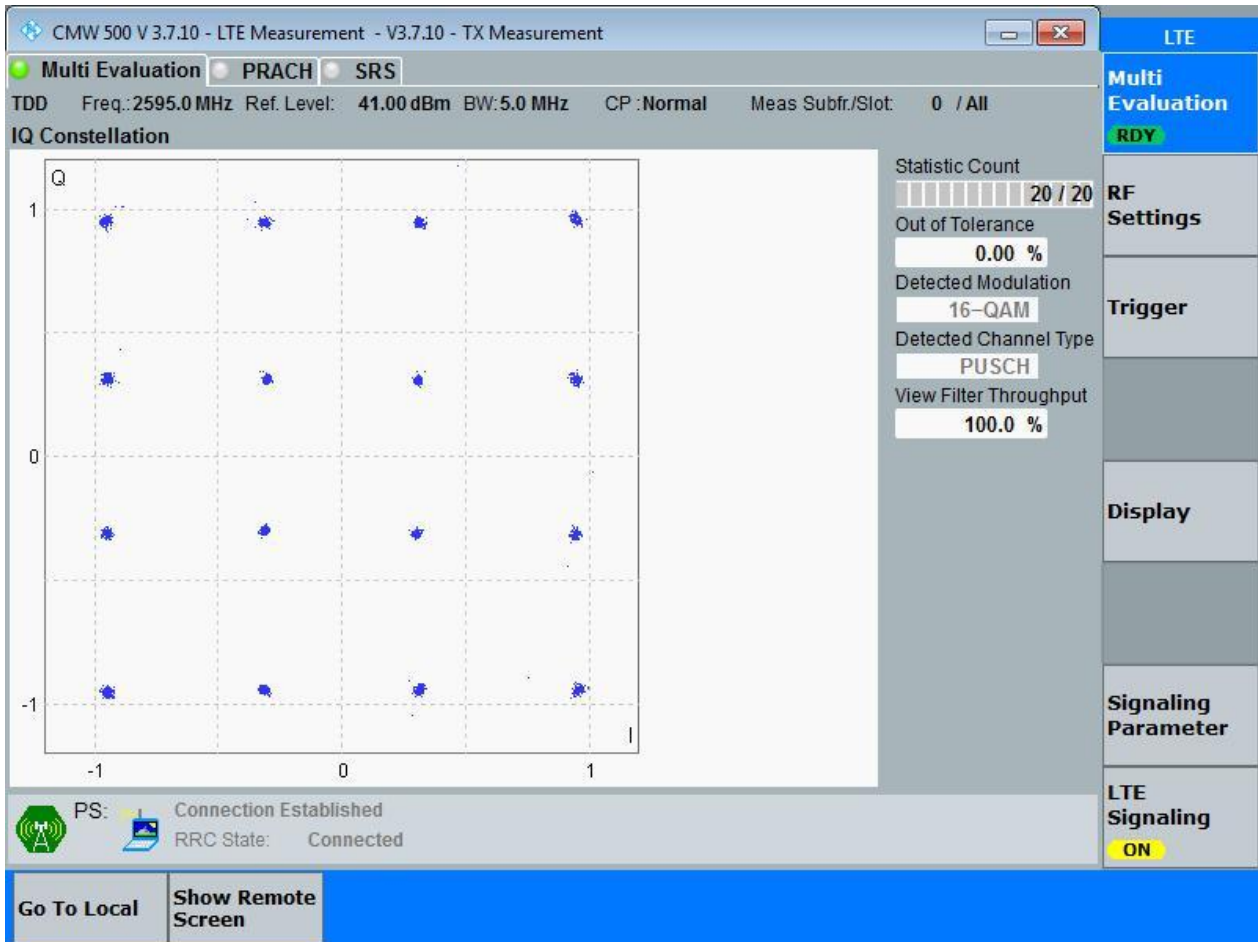 CMW 500 V 3.7.10 - LTE Measurement - V3.7.10 - TX Measurement
LTE
Multi Evaluation PRACH SRS
Multi
Evaluation
RDY
TDD Freq.: 2595.0 MHz Ref. Level: 41.00 dBm BW: 5.0 MHz CP : Normal Meas Subfr./Slot: 0 / All
IQ Constellation
Q
1
0
-1
I
-1 0 1
Statistic Count
20 / 20
Out of Tolerance
0.00 %
Detected Modulation
16-QAM
Detected Channel Type
PUSCH
View Filter Throughput
100.0 %
RF
Settings
Trigger
Display
Signaling
Parameter
LTE
Signaling
ON
PS: Connection Established
RRC State: Connected
Go To Local
Show Remote
Screen